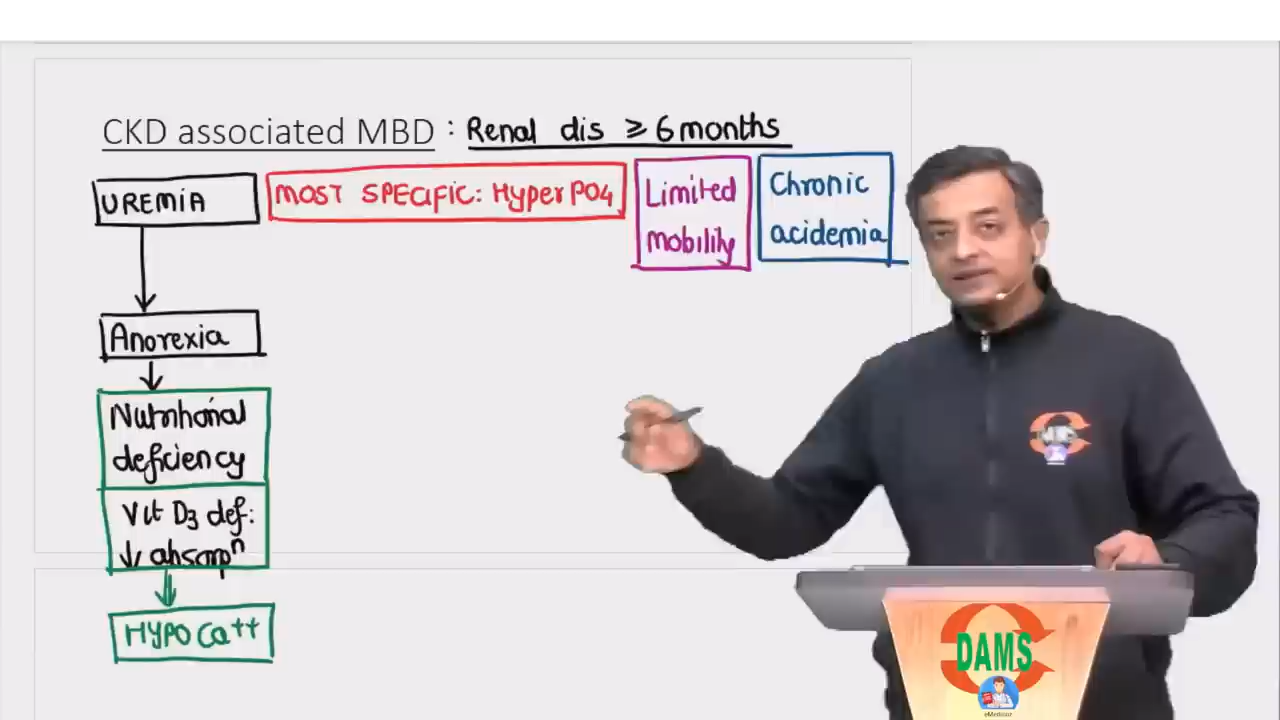 CKD associated MBD : Renal dis ≥ 6 months
UREMIA
MOST SPECIFIC: Hyper PO4
Limited
mobility
Chronic
acidemia
Anorexia
Nutritional
deficiency
Vit D3 def:
↓ absorpⁿ
HYPO Ca++
DAMS
eMedicoz